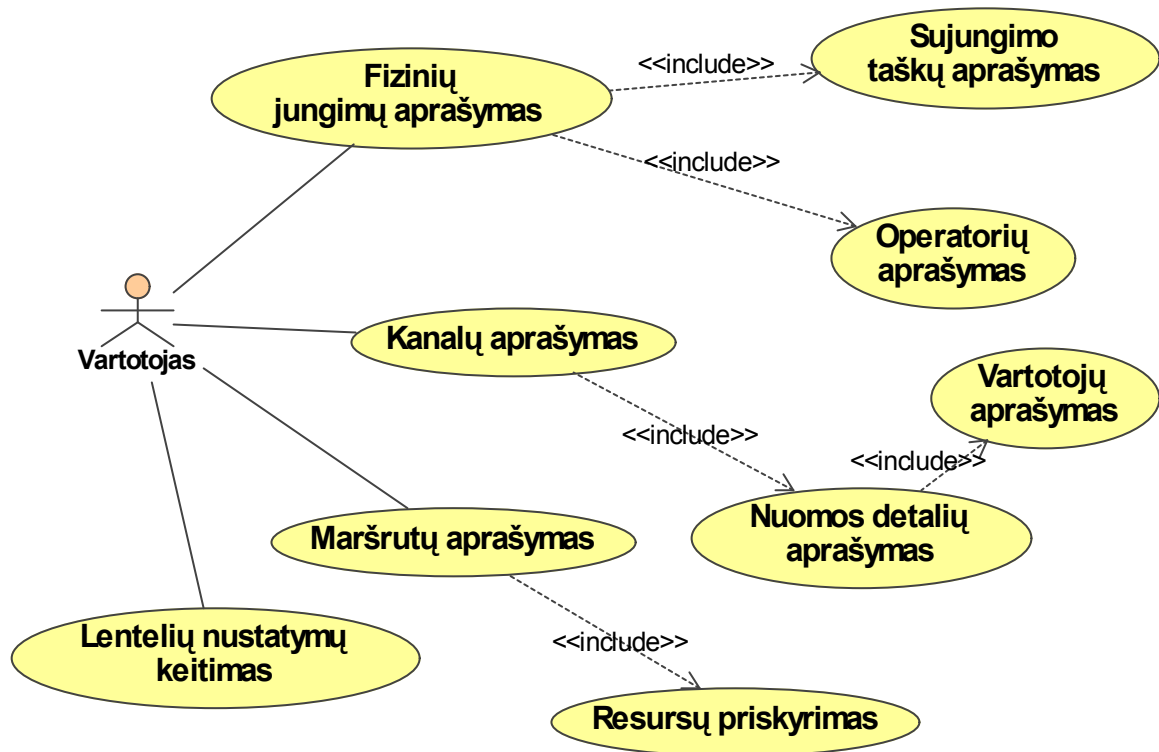 Fizinių
jungimų aprašymas
<<include>>
Sujungimo
taškų aprašymas
<<include>>
Operatorių
aprašymas
Vartotojas
Kanalų aprašymas
<<include>>
Vartotojų
aprašymas
<<include>>
Nuomos detalių
aprašymas
Maršrutų aprašymas
<<include>>
Lentelių nustatymų
keitimas
Resursų priskyrimas